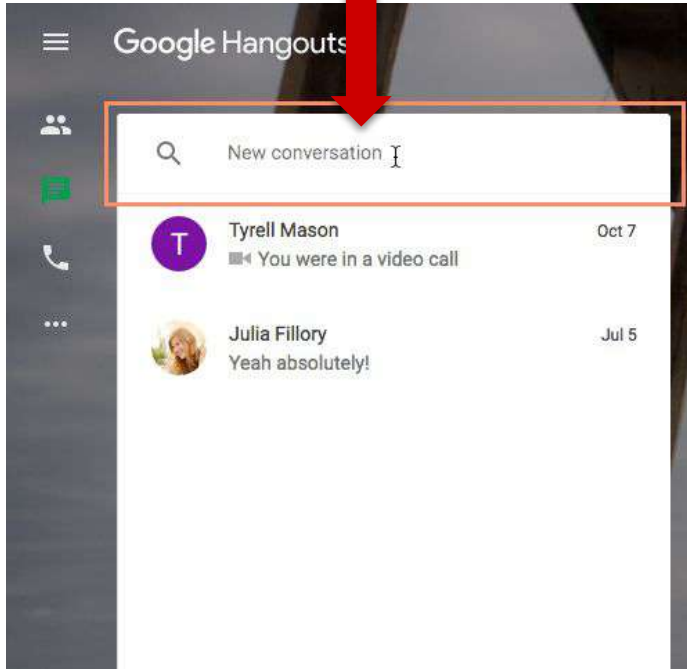 Google Hangouts
New conversation
T
Tyrell Mason
Oct 7
You were in a video call
Julia Fillory
Jul 5
Yeah absolutely!